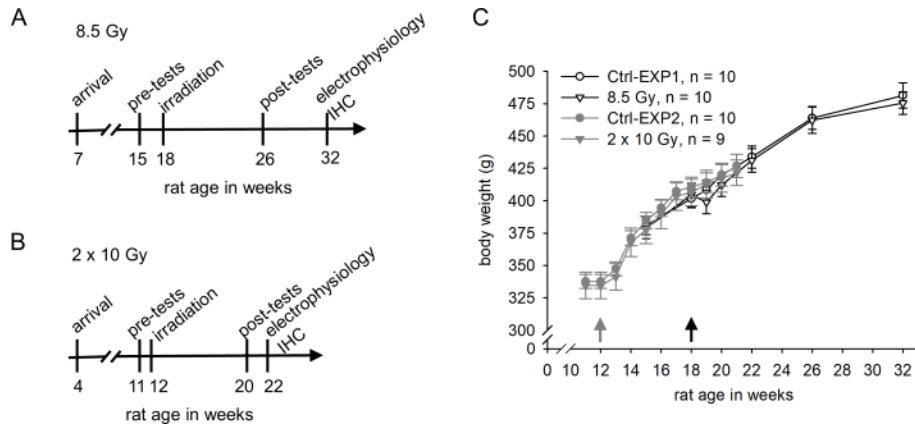 A
8.5 Gy
arrival
pre-tests
irradiation
post-tests
electrophysiology
IHC
7
15
18
26
32
rat age in weeks
B
2 x 10 Gy
arrival
pre-tests
irradiation
post-tests
electrophysiology
IHC
4
11
12
20
22
rat age in weeks
C
Ctrl-EXP1, n = 10
8.5 Gy, n = 10
Ctrl-EXP2, n = 10
2 x 10 Gy, n = 9
body weight (g)
500
475
450
425
400
375
350
325
300
0
0 10 12 14 16 18 20 22 24 26 28 30 32
rat age in weeks